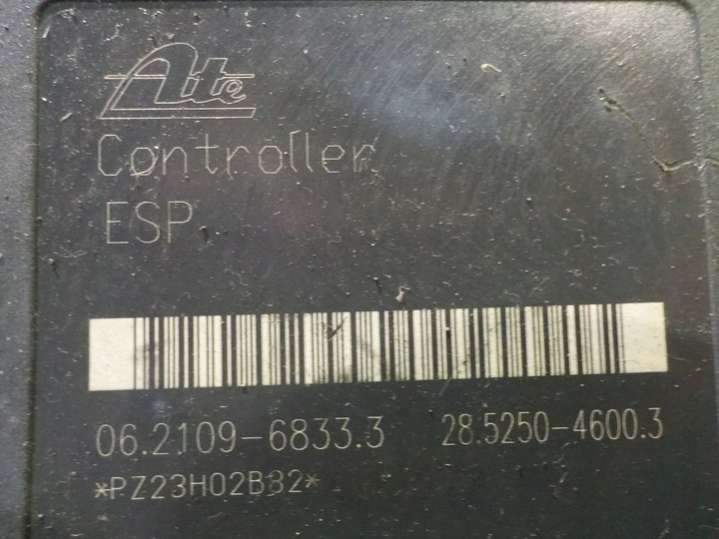 Ate
Controller
ESP
06.2109-6833.3 28.5250-4600.3
*PZ23H02B32*